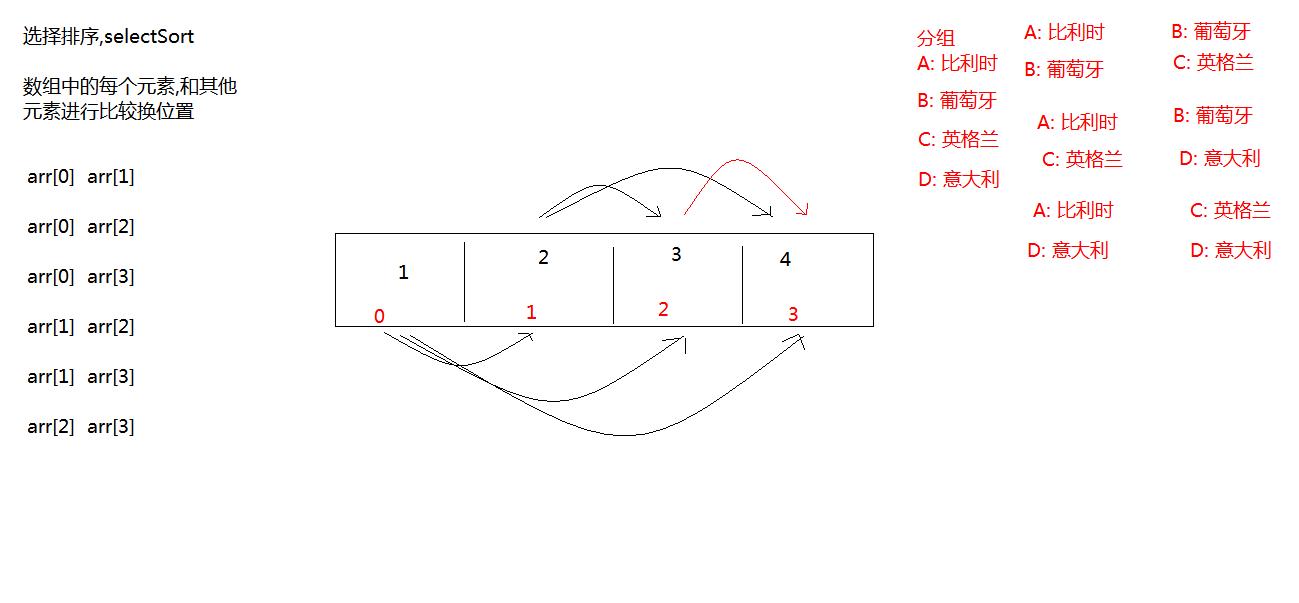 选择排序,selectSort
数组中的每个元素,和其他
元素进行比较换位置
arr[0] arr[1]
arr[0] arr[2]
arr[0] arr[3]
arr[1] arr[2]
arr[1] arr[3]
arr[2] arr[3]
1 2 3 4
0 1 2 3
分组
A: 比利时
B: 葡萄牙
C: 英格兰
D: 意大利
A: 比利时
B: 葡萄牙
A: 比利时
C: 英格兰
A: 比利时
D: 意大利
B: 葡萄牙
C: 英格兰
B: 葡萄牙
D: 意大利
C: 英格兰
D: 意大利